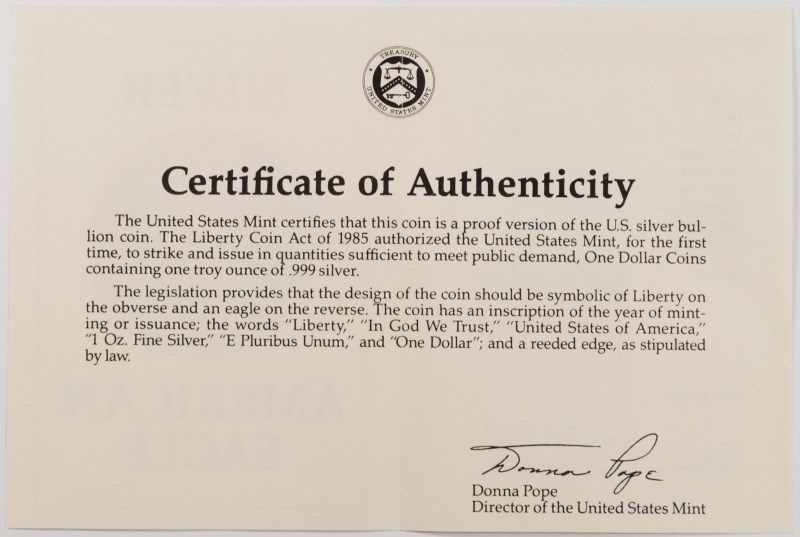 TREASURY
UNITED STATES MINT
Certificate of Authenticity
The United States Mint certifies that this coin is a proof version of the U.S. silver bul-
lion coin. The Liberty Coin Act of 1985 authorized the United States Mint, for the first
time, to strike and issue in quantities sufficient to meet public demand, One Dollar Coins
containing one troy ounce of .999 silver.
The legislation provides that the design of the coin should be symbolic of Liberty on
the obverse and an eagle on the reverse. The coin has an inscription of the year of mint-
ing or issuance; the words “Liberty,” “In God We Trust,” “United States of America,”
“1 Oz. Fine Silver,” “E Pluribus Unum,” and “One Dollar”; and a reeded edge, as stipulated
by law.
SILVER
AMERICAN
EAGLE
Donna Pope
Donna Pope
Director of the United States Mint